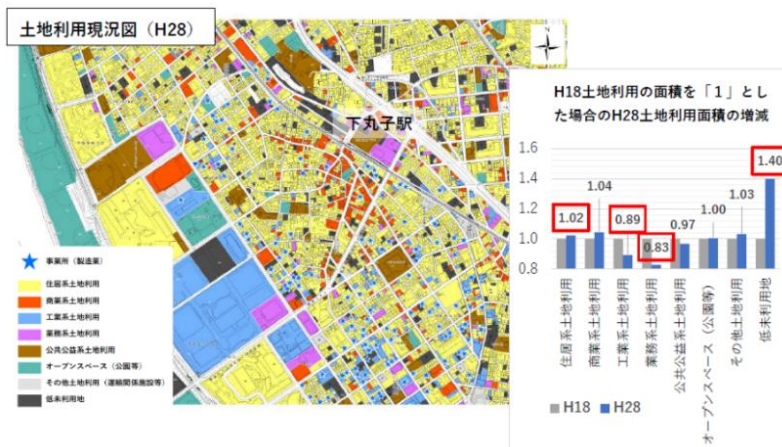 土地利用現況図（H28）
下丸子駅
事業所（製造業）
住居系土地利用
商業系土地利用
工業系土地利用
業務系土地利用
公共公益系土地利用
オープンスペース（公園等）
その他土地利用（運輸関係施設等）
低未利用地
H18土地利用の面積を「１」とし
た場合のH28土地利用面積の増減
1.6
1.4
1.2
1.0
0.8
1.02
1.04
0.89
0.83
0.97
1.00
1.03
1.40
住居系土地利用
商業系土地利用
工業系土地利用
業務系土地利用
公共公益系土地利用
オープンスペース（公園等）
その他土地利用
低未利用地
H18
H28